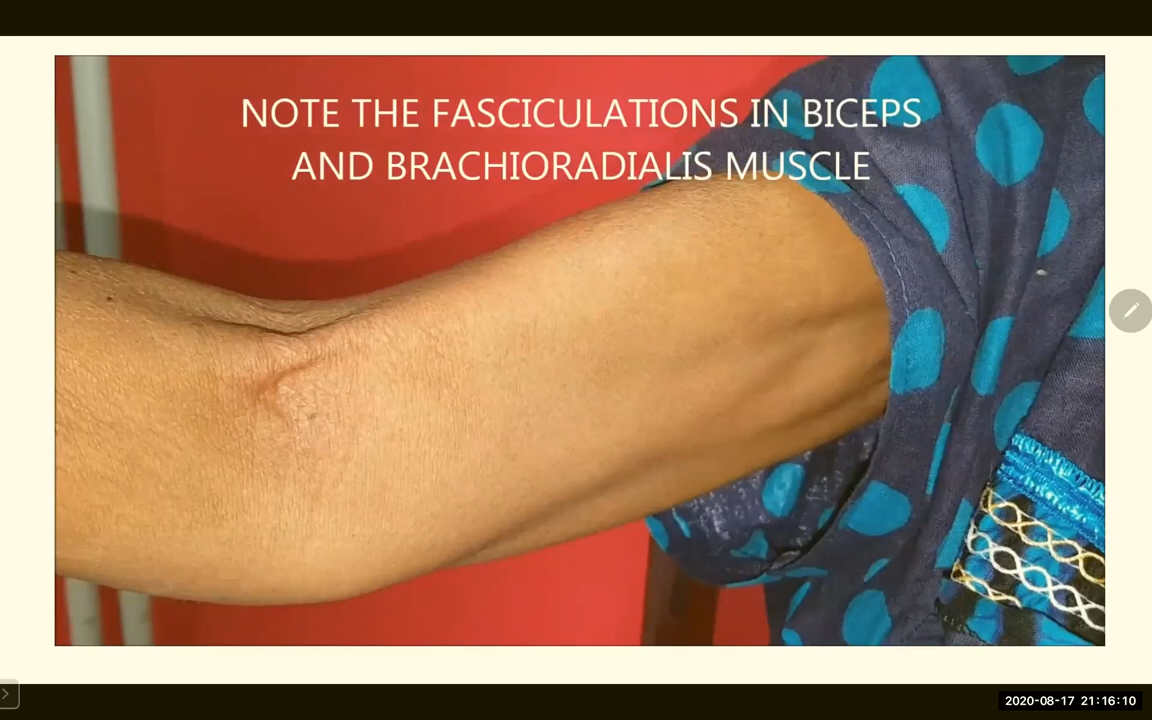 NOTE THE FASCICULATIONS IN BICEPS
AND BRACHIORADIALIS MUSCLE
2020-08-17 21:16:10